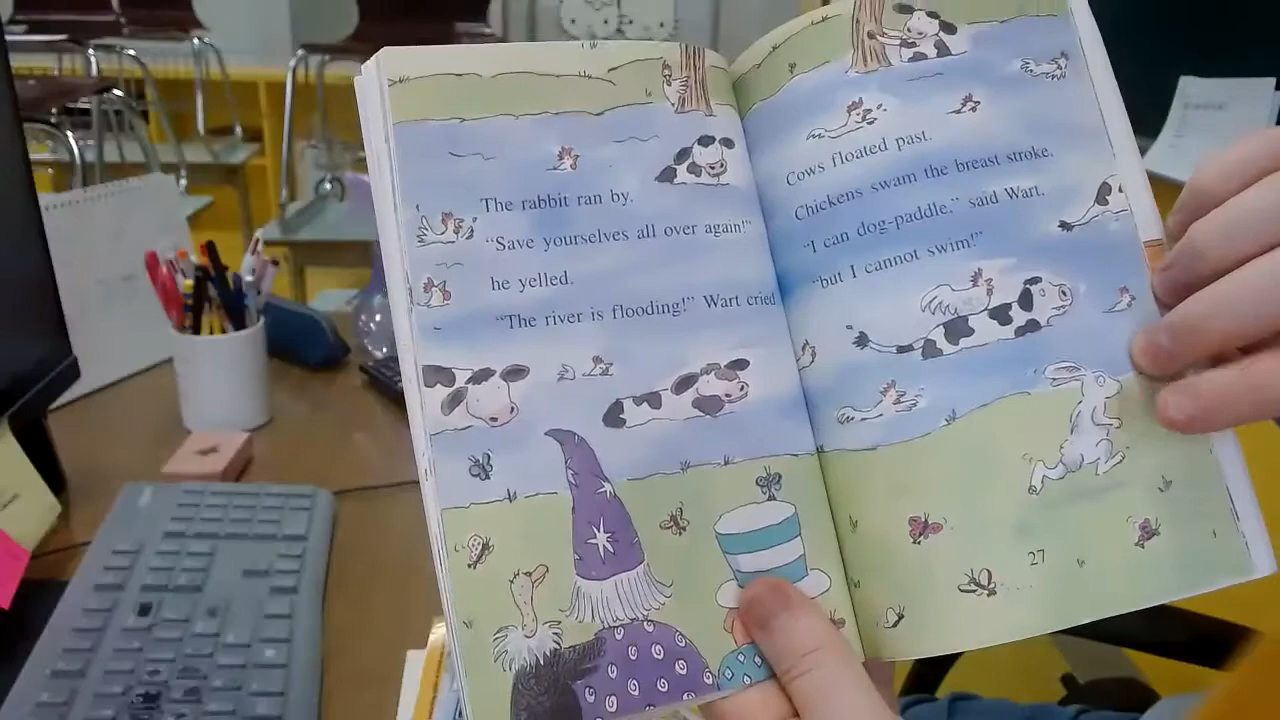 The rabbit ran by.
"Save yourselves all over again!"
he yelled.
"The river is flooding!" Wart cried
Cows floated past.
Chickens swam the breast stroke.
"I can dog-paddle." said Wart.
"but I cannot swim!"
27